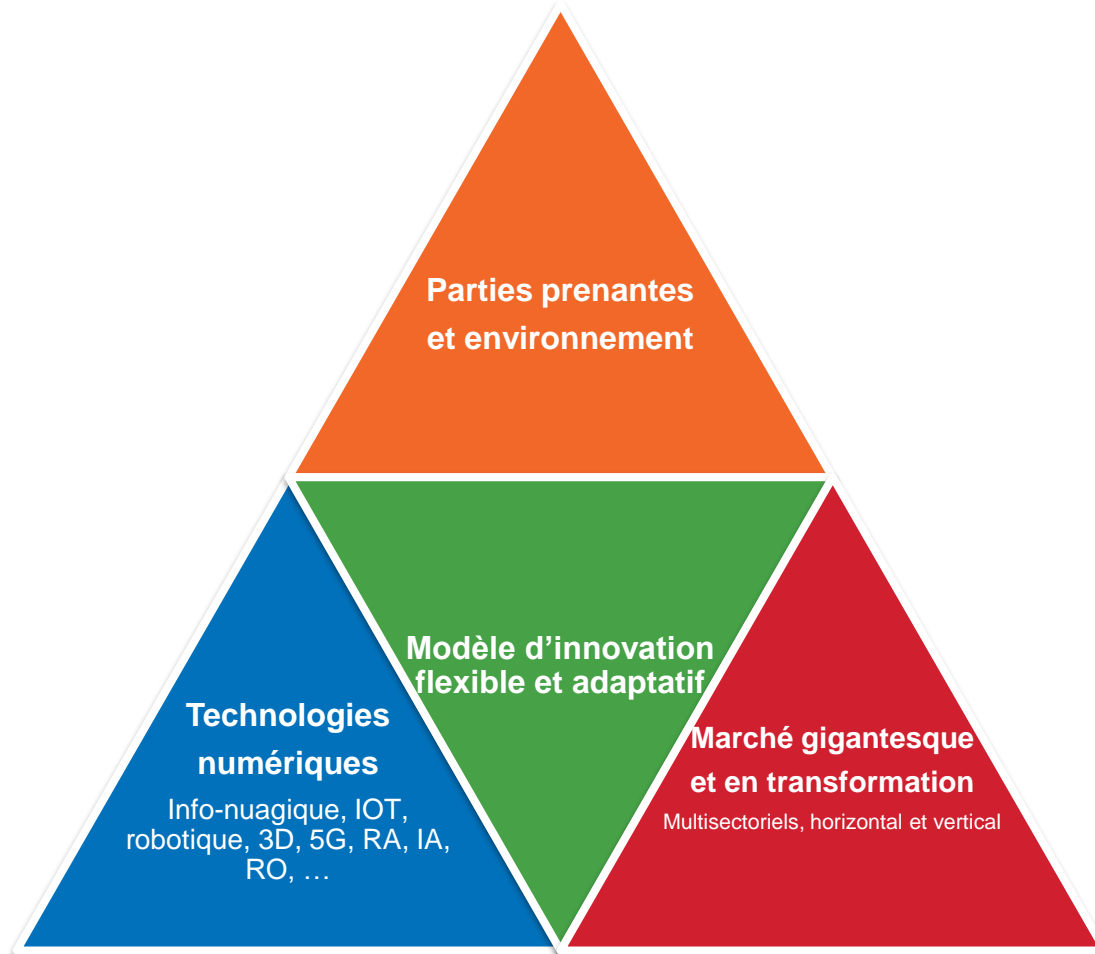 Parties prenantes
et environnement
Modèle d’innovation
flexible et adaptatif
Technologies
numériques
Info-nuagique, IOT,
robotique, 3D, 5G, RA, IA,
RO, …
Marché gigantesque
et en transformation
Multisectoriels, horizontal et vertical